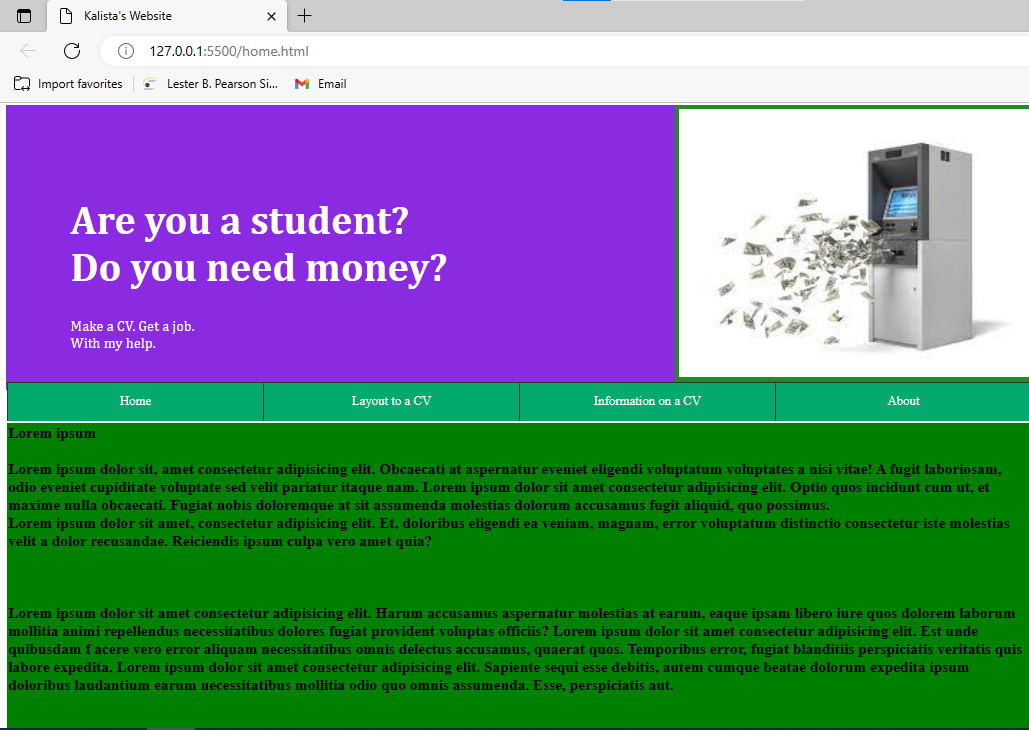 Kalista's Website
127.0.0.1:5500/home.html
Import favorites
Lester B. Pearson Si...
Email
Are you a student?
Do you need money?
Make a CV. Get a job.
With my help.
Home
Layout to a CV
Information on a CV
About
Lorem ipsum
Lorem ipsum dolor sit, amet consectetur adipisicing elit. Obcaecati at aspernatur eveniet eligendi voluptatum voluptates a nisi vitae! A fugit laboriosam,
odio eveniet cupiditate voluptate sed velit pariatur itaque nam. Lorem ipsum dolor sit amet consectetur adipisicing elit. Optio quos incidunt cum ut, et
maxime nulla obcaecati. Fugiat nobis doloremque at sit assumenda molestias dolorum accusamus fugit aliquid, quo possimus.
Lorem ipsum dolor sit amet, consectetur adipisicing elit. Et, doloribus eligendi ea veniam, magnam, error voluptatum distinctio consectetur iste molestias
velit a dolor recusandae. Reiciendis ipsum culpa vero amet quia?
Lorem ipsum dolor sit amet consectetur adipisicing elit. Harum accusamus aspernatur molestias at earum, eaque ipsam libero iure quos dolorem laborum
mollitia animi repellendus necessitatibus dolores fugiat provident voluptas officiis? Lorem ipsum dolor sit amet consectetur adipisicing elit. Est unde
quibusdam f acere vero error aliquam necessitatibus omnis delectus accusamus, quaerat quos. Temporibus error, fugiat blanditiis perspiciatis veritatis quis
labore expedita. Lorem ipsum dolor sit amet consectetur adipisicing elit. Sapiente sequi esse debitis, autem cumque beatae dolorum expedita ipsum
doloribus laudantium earum necessitatibus mollitia odio quo omnis assumenda. Esse, perspiciatis aut.